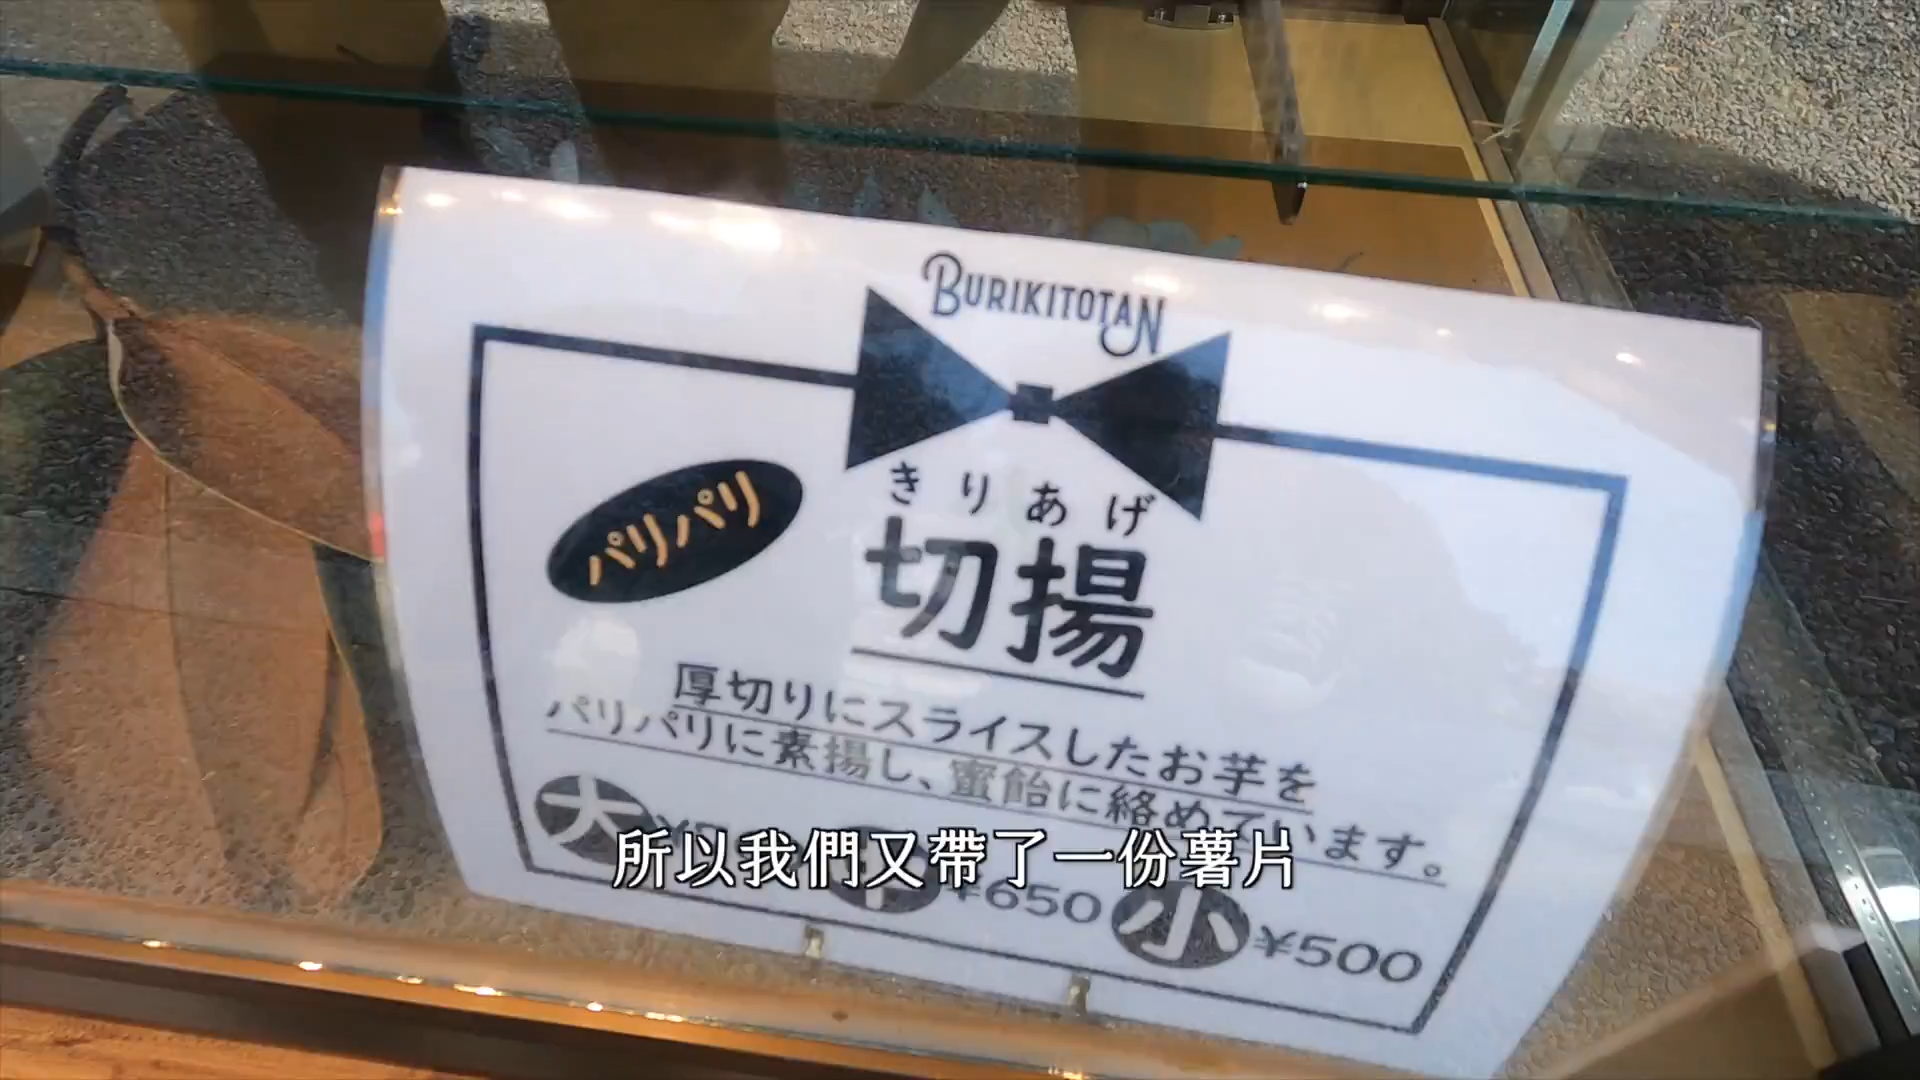 BURIKITOTAN
パリパリ
きりあげ
切揚
厚切りにスライスしたお芋を
パリパリに素揚し、蜜飴に絡めています。
大
中 ¥650 小 ¥500
所以我們又帶了一份薯片